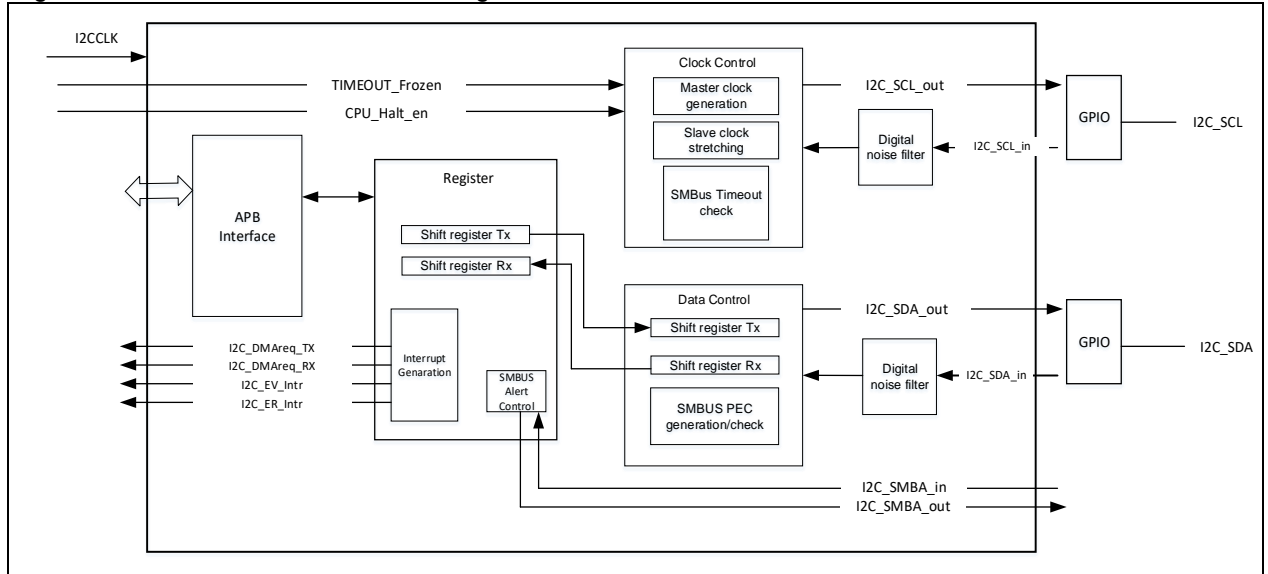 I2CCLK
TIMEOUT_Frozen
CPU_Halt_en
Clock Control
Master clock
generation
Slave clock
stretching
SMBus Timeout
check
I2C_SCL_out
Digital
noise filter
I2C_SCL_in
GPIO
I2C_SCL
APB
Interface
Register
Shift register Tx
Shift register Rx
Interrupt
Genaration
SMBUS
Alert
Control
I2C_DMAreq_TX
I2C_DMAreq_RX
I2C_EV_Intr
I2C_ER_Intr
Data Control
Shift register Tx
Shift register Rx
SMBUS PEC
generation/check
I2C_SDA_out
Digital
noise filter
I2C_SDA_in
GPIO
I2C_SDA
I2C_SMBA_in
I2C_SMBA_out